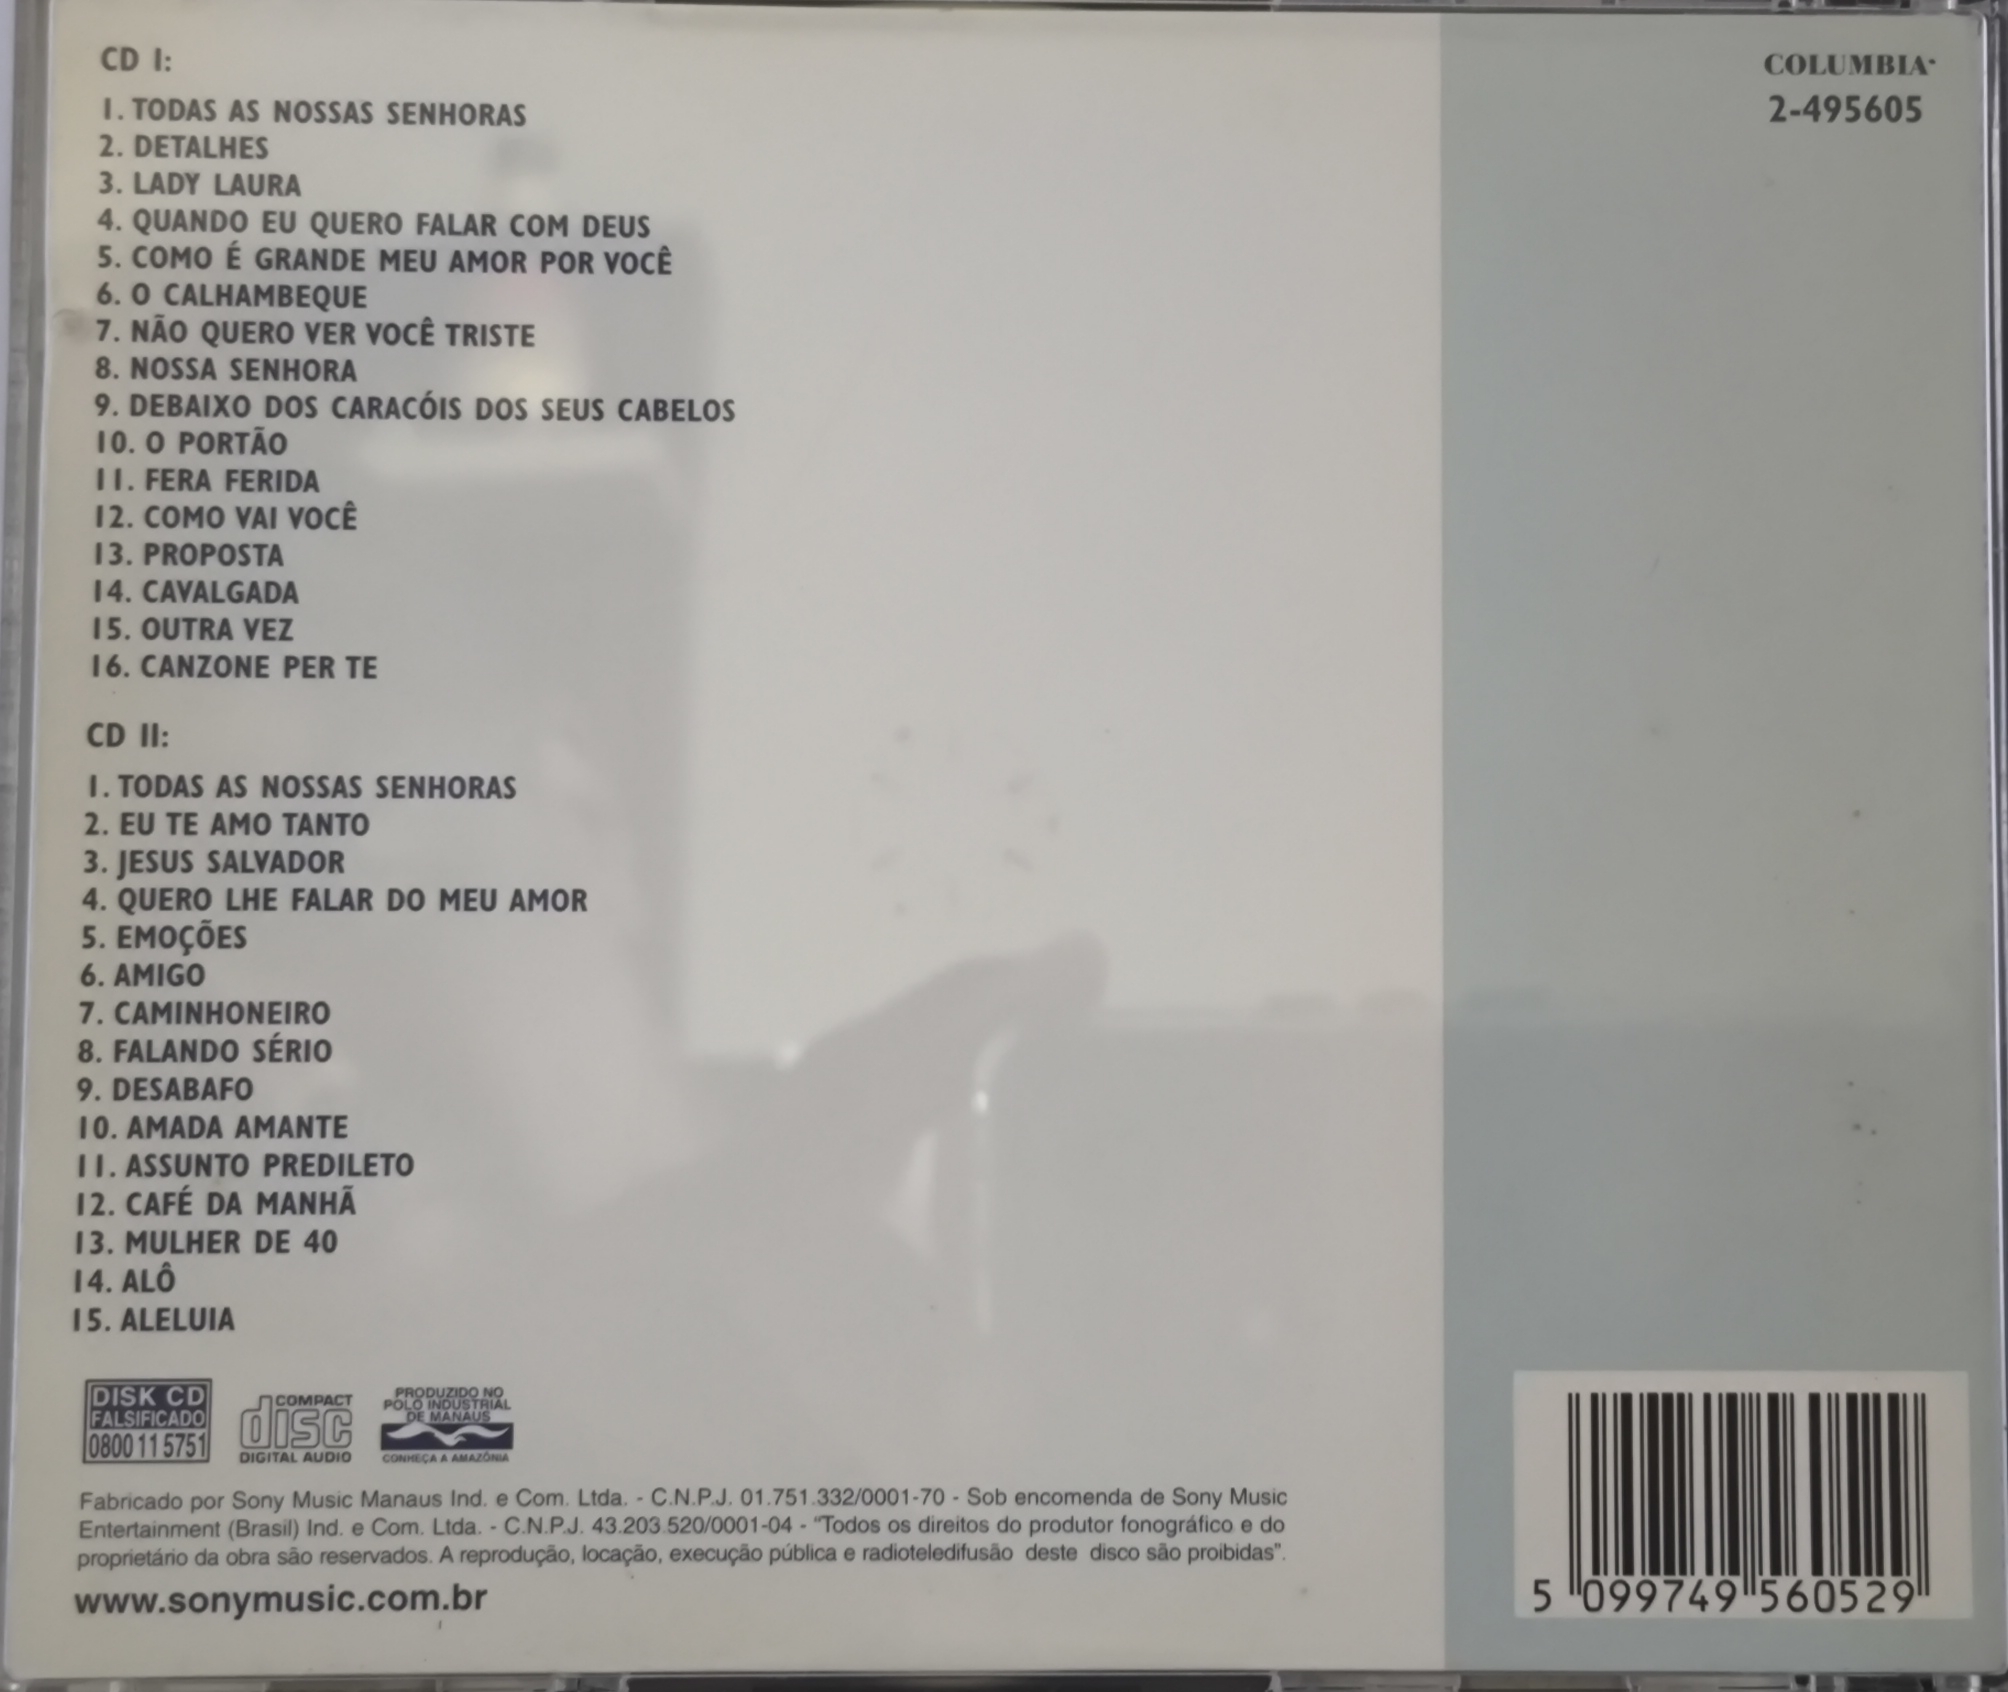 CD I:
1. TODAS AS NOSSAS SENHORAS
2. DETALHES
3. LADY LAURA
4. QUANDO EU QUERO FALAR COM DEUS
5. COMO É GRANDE MEU AMOR POR VOCÊ
6. O CALHAMBEQUE
7. NÃO QUERO VER VOCÊ TRISTE
8. NOSSA SENHORA
9. DEBAIXO DOS CARACÓIS DOS SEUS CABELOS
10. O PORTÃO
11. FERA FERIDA
12. COMO VAI VOCÊ
13. PROPOSTA
14. CAVALGADA
15. OUTRA VEZ
16. CANZONE PER TE
CD II:
1. TODAS AS NOSSAS SENHORAS
2. EU TE AMO TANTO
3. JESUS SALVADOR
4. QUERO LHE FALAR DO MEU AMOR
5. EMOÇÕES
6. AMIGO
7. CAMINHONEIRO
8. FALANDO SÉRIO
9. DESABAFO
10. AMADA AMANTE
11. ASSUNTO PREDILETO
12. CAFÉ DA MANHÃ
13. MULHER DE 40
14. ALÔ
15. ALELUIA
COLUMBIA
2-495605
DISK CD
FALSIFICADO
0800 11 5751
COMPACT
disc
DIGITAL AUDIO
PRODUZIDO NO
PÓLO INDUSTRIAL
DE MANAUS
CONHEÇA A AMAZÔNIA
Fabricado por Sony Music Manaus Ind. e Com. Ltda. - C.N.P.J. 01.751.332/0001-70 - Sob encomenda de Sony Music
Entertainment (Brasil) Ind. e Com. Ltda. - C.N.P.J. 43.203.520/0001-04 - "Todos os direitos do produtor fonográfico e do
proprietário da obra são reservados. A reprodução, locação, execução pública e radioteledifusão deste disco são proibidas".
www.sonymusic.com.br
5 099749 560529